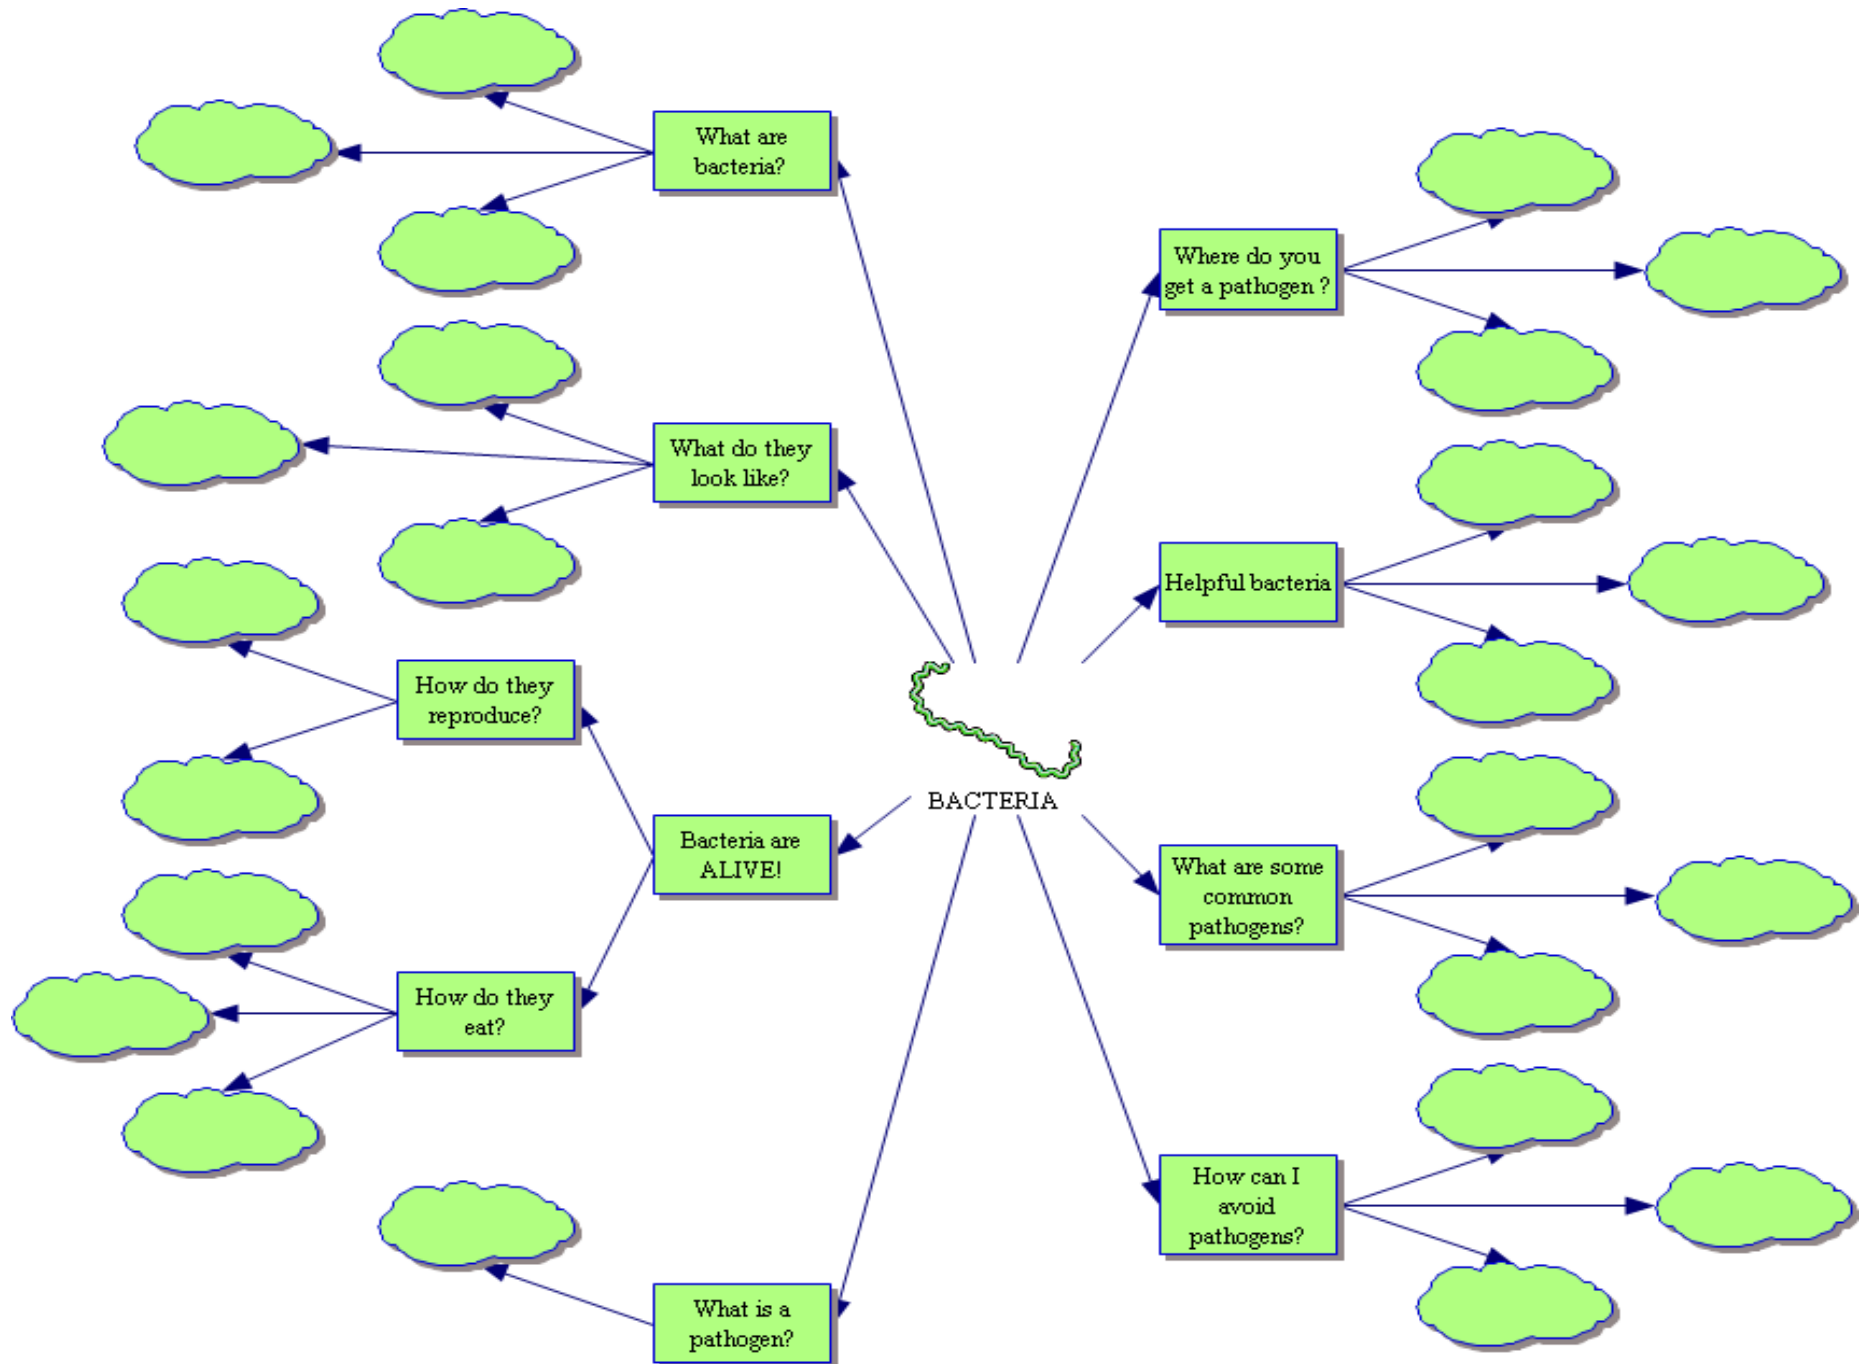 What are
bacteria?
Where do you
get a pathogen ?
What do they
look like?
Helpful bacteria
How do they
reproduce?
BACTERIA
Bacteria are
ALIVE!
What are some
common
pathogens?
How do they
eat?
How can I
avoid
pathogens?
What is a
pathogen?